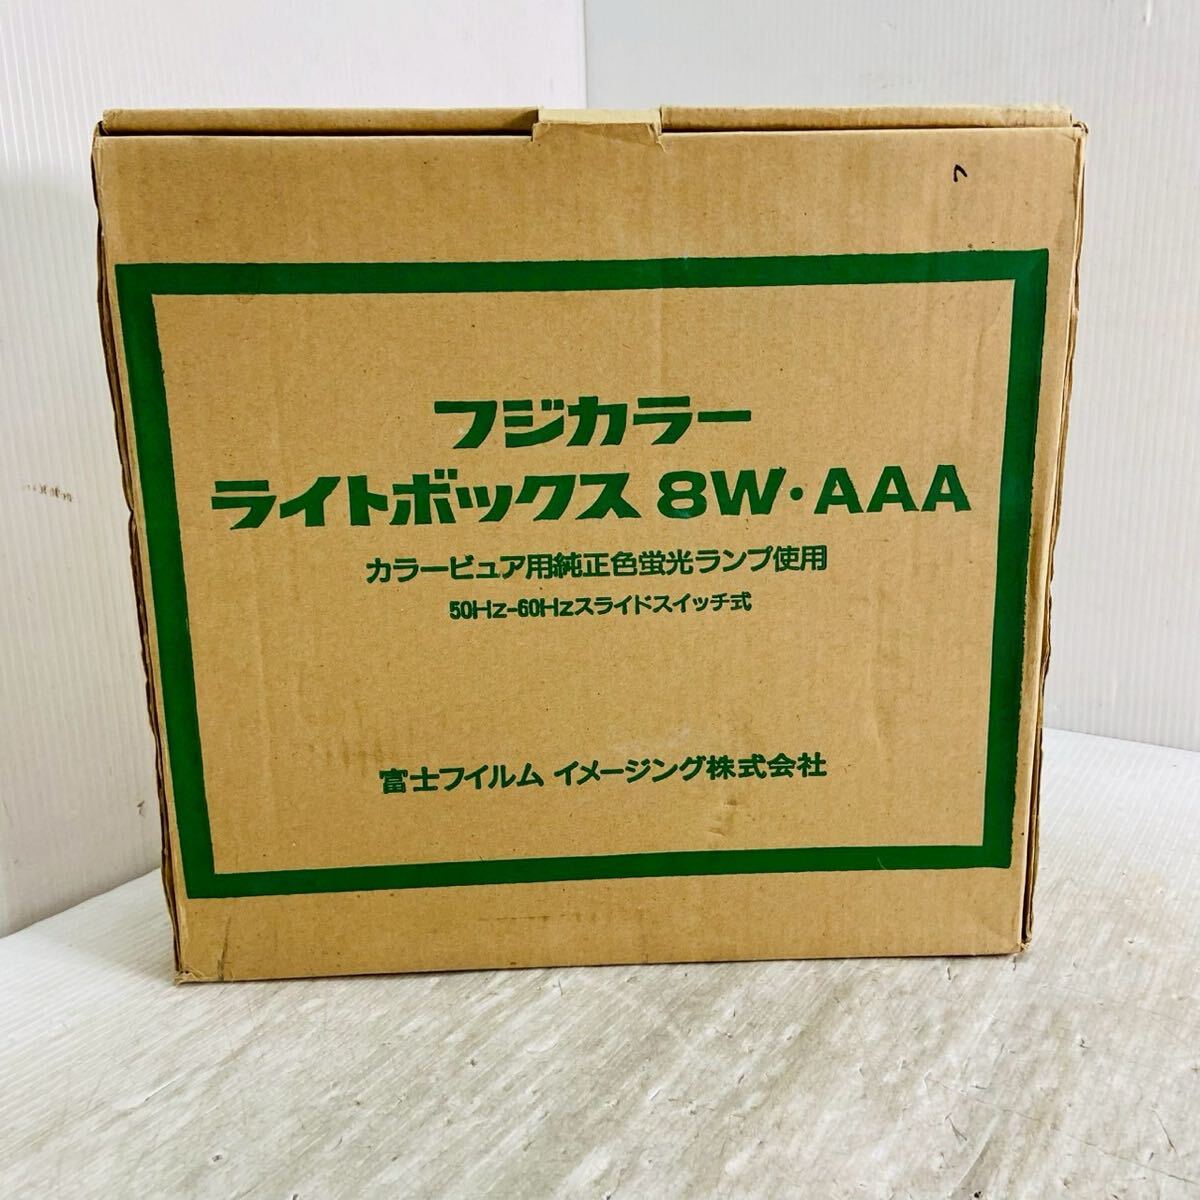 フジカラー
ライトボックス 8W・AAA
カラービュア用純正色蛍光ランプ使用
50Hz-60Hzスライドスイッチ式
富士フイルム イメージング株式会社